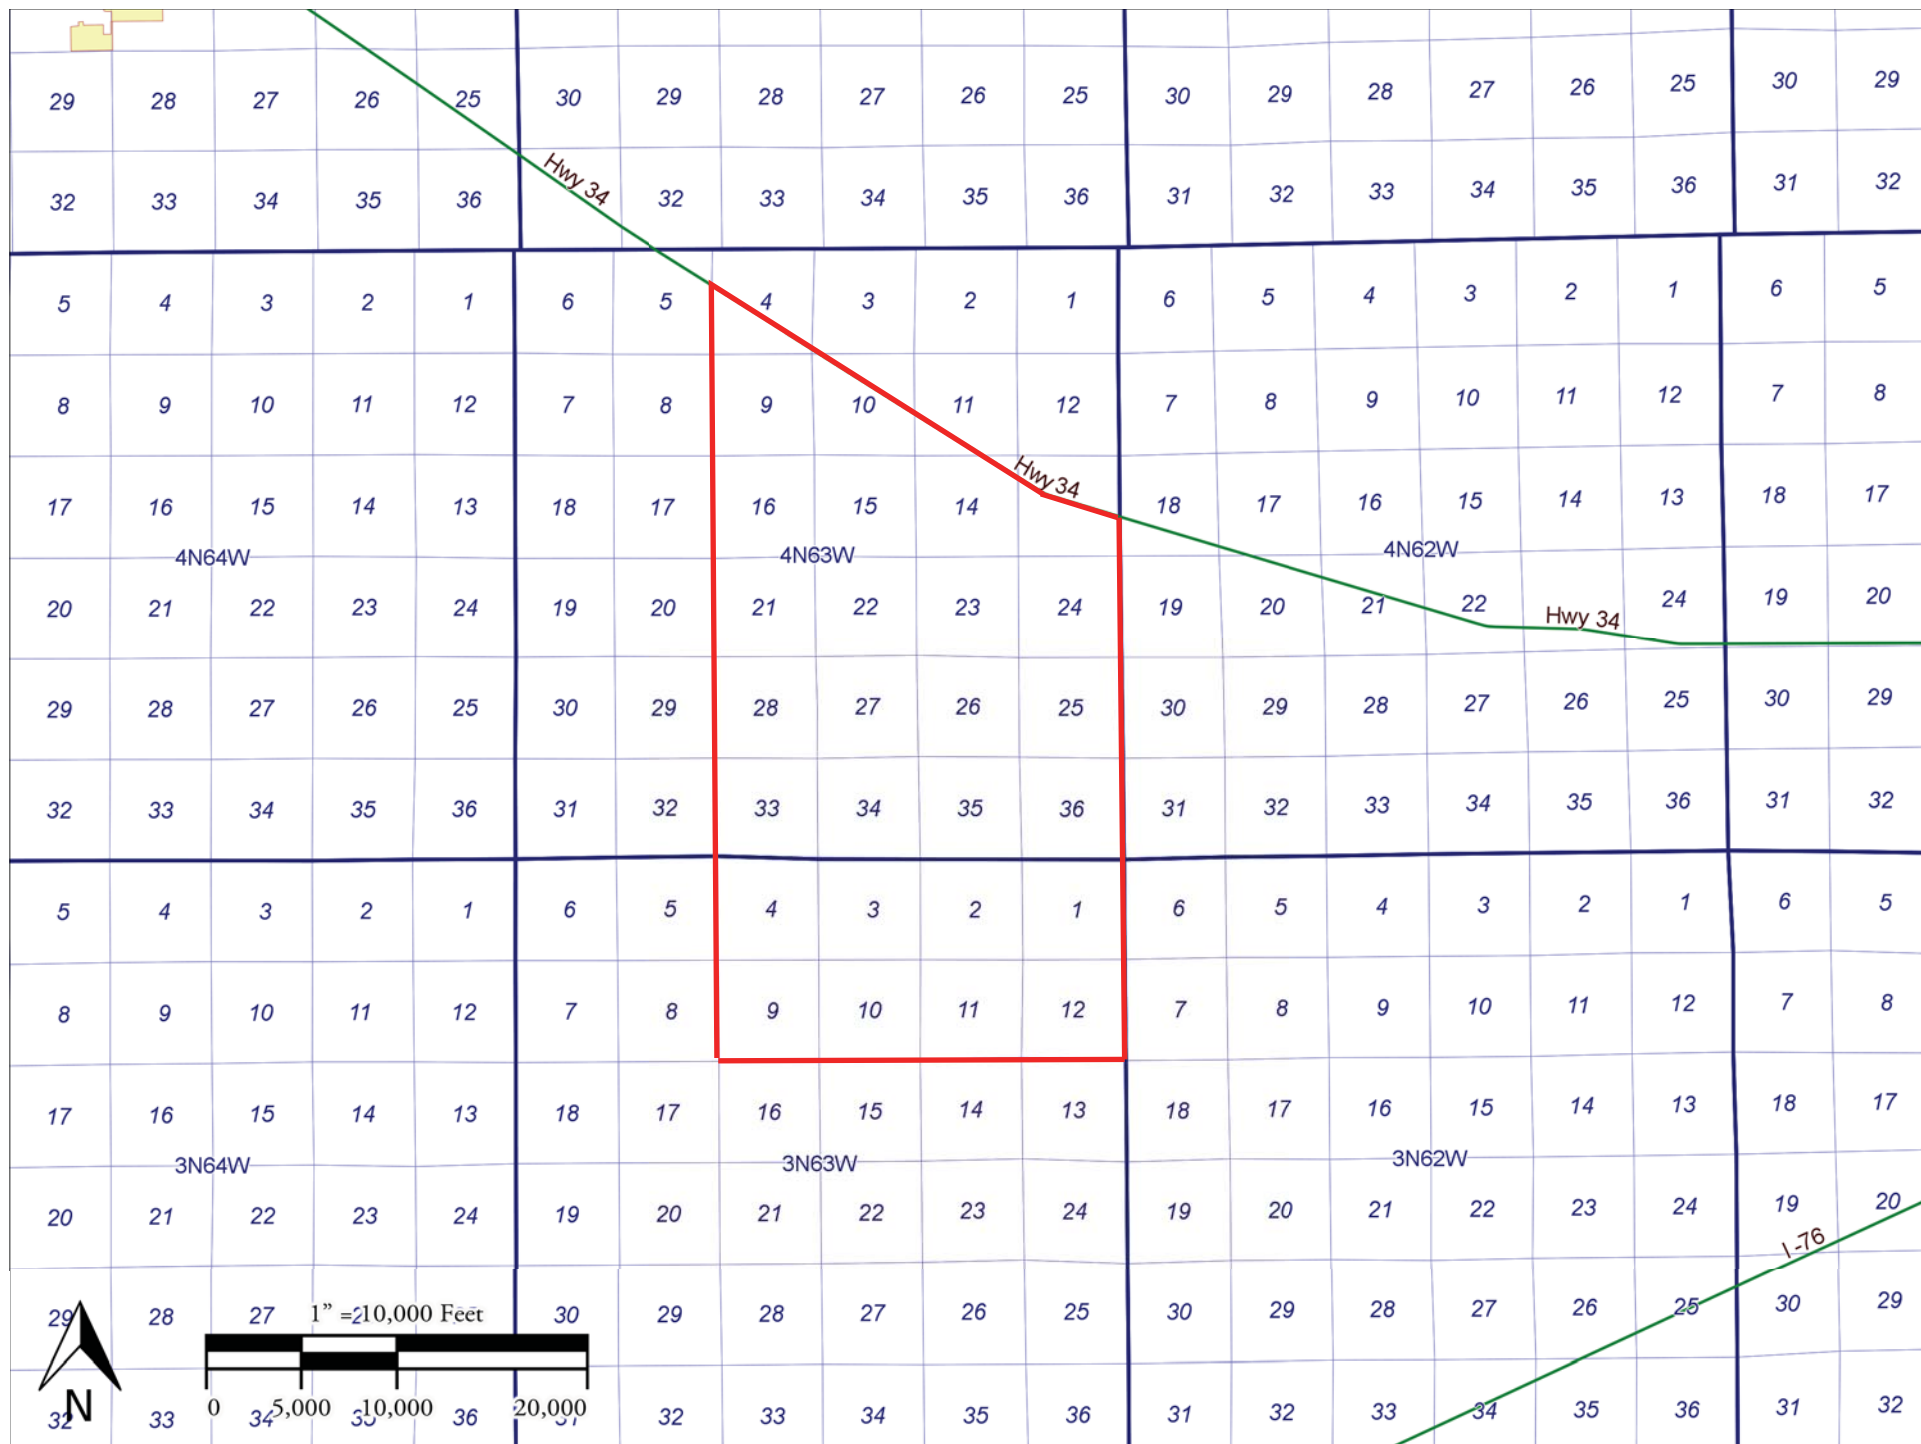 29 28 27 26 25 30 29 28 27 26 25 30 29 28 27 26 25 30 29
Hwy 34
32 33 34 35 36 32 33 34 35 36 31 32 33 34 35 36 31 32
5 4 3 2 1 6 5 4 3 2 1 6 5 4 3 2 1 6 5
8 9 10 11 12 7 8 9 10 11 12 7 8 9 10 11 12 7 8
Hwy 34
17 16 15 14 13 18 17 16 15 14 18 17 16 15 14 13 18 17
4N64W 4N63W 4N62W
20 21 22 23 24 19 20 21 22 23 24 19 20 21 22 24 19 20
Hwy 34
29 28 27 26 25 30 29 28 27 26 25 30 29 28 27 26 25 30 29
32 33 34 35 36 31 32 33 34 35 36 31 32 33 34 35 36 31 32
5 4 3 2 1 6 5 4 3 2 1 6 5 4 3 2 1 6 5
8 9 10 11 12 7 8 9 10 11 12 7 8 9 10 11 12 7 8
17 16 15 14 13 18 17 16 15 14 13 18 17 16 15 14 13 18 17
3N64W 3N63W 3N62W
20 21 22 23 24 19 20 21 22 23 24 19 20 21 22 23 24 19 20
I-76
29 28 27 30 29 28 27 26 25 30 29 28 27 26 25 30 29
1” = 10,000 Feet
0 5,000 10,000 20,000
N
32 33 34 35 36 31 32 33 34 35 36 31 32 33 34 35 36 31 32